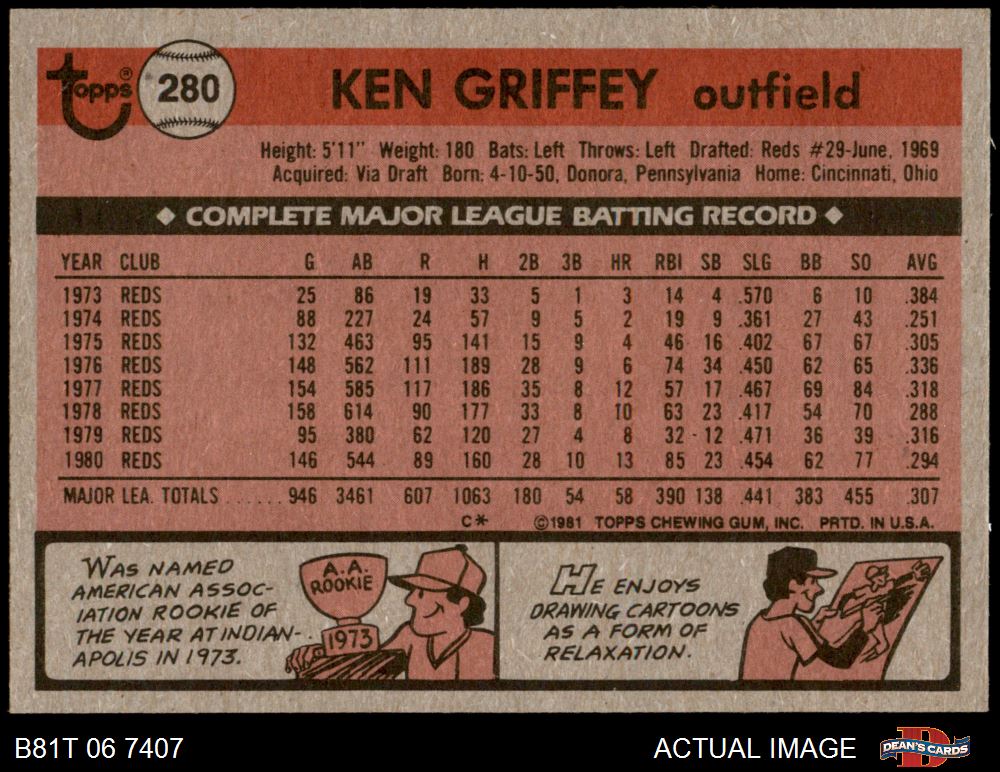 Topps® 280 KEN GRIFFEY outfield
Height: 5'11" Weight: 180 Bats: Left Throws: Left Drafted: Reds #29-June, 1969
Acquired: Via Draft Born: 4-10-50, Donora, Pennsylvania Home: Cincinnati, Ohio
◆ COMPLETE MAJOR LEAGUE BATTING RECORD ◆
YEAR CLUB G AB R H 2B 3B HR RBI SB SLG BB SO AVG
1973 REDS 25 86 19 33 5 1 3 14 4 .570 6 10 .384
1974 REDS 88 227 24 57 9 5 2 19 9 .361 27 43 .251
1975 REDS 132 463 95 141 15 9 4 46 16 .402 67 67 .305
1976 REDS 148 562 111 189 28 9 6 74 34 .450 62 65 .336
1977 REDS 154 585 117 186 35 8 12 57 17 .467 69 84 .318
1978 REDS 158 614 90 177 33 8 10 63 23 .417 54 70 .288
1979 REDS 95 380 62 120 27 4 8 32 12 .471 36 39 .316
1980 REDS 146 544 89 160 28 10 13 85 23 .454 62 77 .294
MAJOR LEA. TOTALS ...... 946 3461 607 1063 180 54 58 390 138 .441 383 455 .307
C* ©1981 TOPPS CHEWING GUM, INC. PRTD. IN U.S.A.
WAS NAMED
AMERICAN ASSOC-
IATION ROOKIE OF
THE YEAR AT INDIAN-
APOLIS IN 1973.
A.A.
ROOKIE
1973
HE ENJOYS
DRAWING CARTOONS
AS A FORM OF
RELAXATION.
B81T 06 7407 ACTUAL IMAGE D DEAN'S CARDS